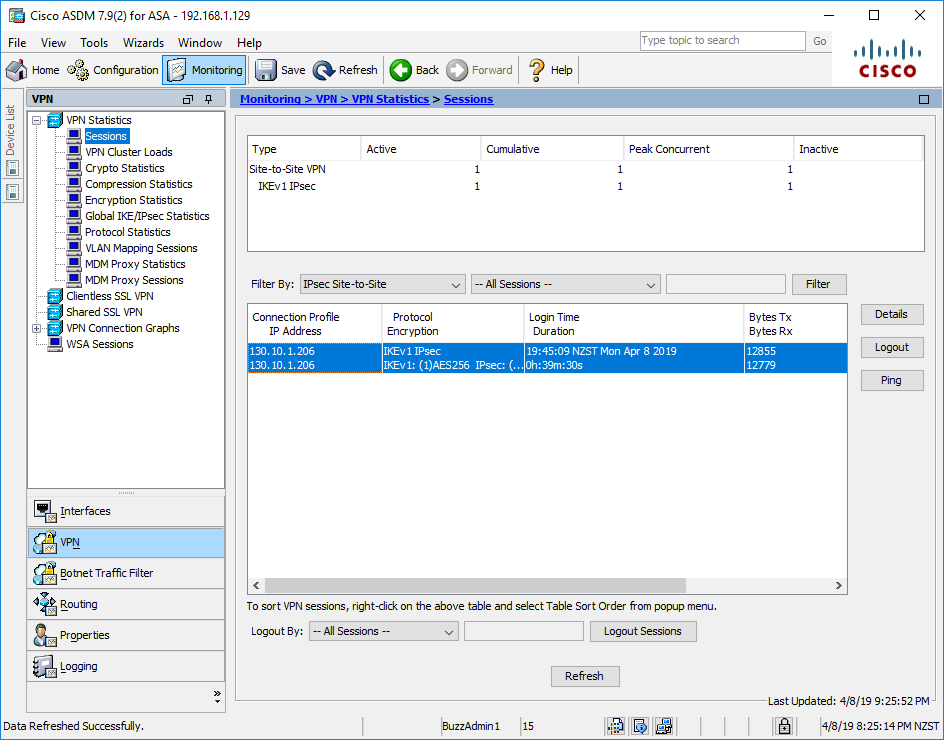 Cisco ASDM 7.9(2) for ASA - 192.168.1.129
File View Tools Wizards Window Help
Type topic to search Go
CISCO
Home Configuration Monitoring Save Refresh Back Forward Help
Device List
VPN
Monitoring > VPN > VPN Statistics > Sessions
VPN Statistics
Sessions
VPN Cluster Loads
Crypto Statistics
Compression Statistics
Encryption Statistics
Global IKE/IPsec Statistics
Protocol Statistics
VLAN Mapping Sessions
MDM Proxy Statistics
MDM Proxy Sessions
Clientless SSL VPN
Shared SSL VPN
VPN Connection Graphs
WSA Sessions
Interfaces
VPN
Botnet Traffic Filter
Routing
Properties
Logging
Type Active Cumulative Peak Concurrent Inactive
Site-to-Site VPN 1 1 1
IKEv1 IPsec 1 1 1
Filter By: IPsec Site-to-Site -- All Sessions -- Filter
Connection Profile Protocol Login Time Bytes Tx
IP Address Encryption Duration Bytes Rx
130.10.1.206 IKEv1 IPsec 19:45:09 NZST Mon Apr 8 2019 12855
130.10.1.206 IKEv1: (1)AES256 IPsec: (... 0h:39m:30s 12779
Details
Logout
Ping
To sort VPN sessions, right-click on the above table and select Table Sort Order from popup menu.
Logout By: -- All Sessions -- Logout Sessions
Refresh
Last Updated: 4/8/19 9:25:52 PM
Data Refreshed Successfully. BuzzAdmin1 15 4/8/19 8:25:14 PM NZST